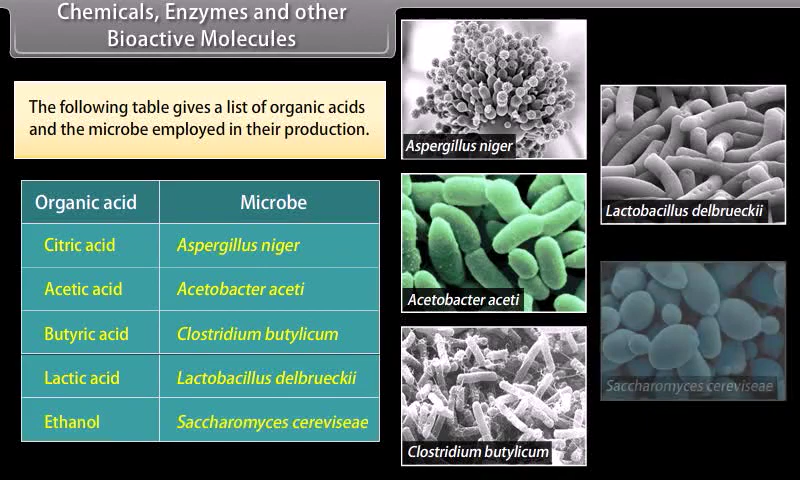 Chemicals, Enzymes and other
Bioactive Molecules
The following table gives a list of organic acids
and the microbe employed in their production.
Organic acid Microbe
Citric acid Aspergillus niger
Acetic acid Acetobacter aceti
Butyric acid Clostridium butylicum
Lactic acid Lactobacillus delbrueckii
Ethanol Saccharomyces cereviseae
Aspergillus niger
Acetobacter aceti
Clostridium butylicum
Lactobacillus delbrueckii
Saccharomyces cereviseae